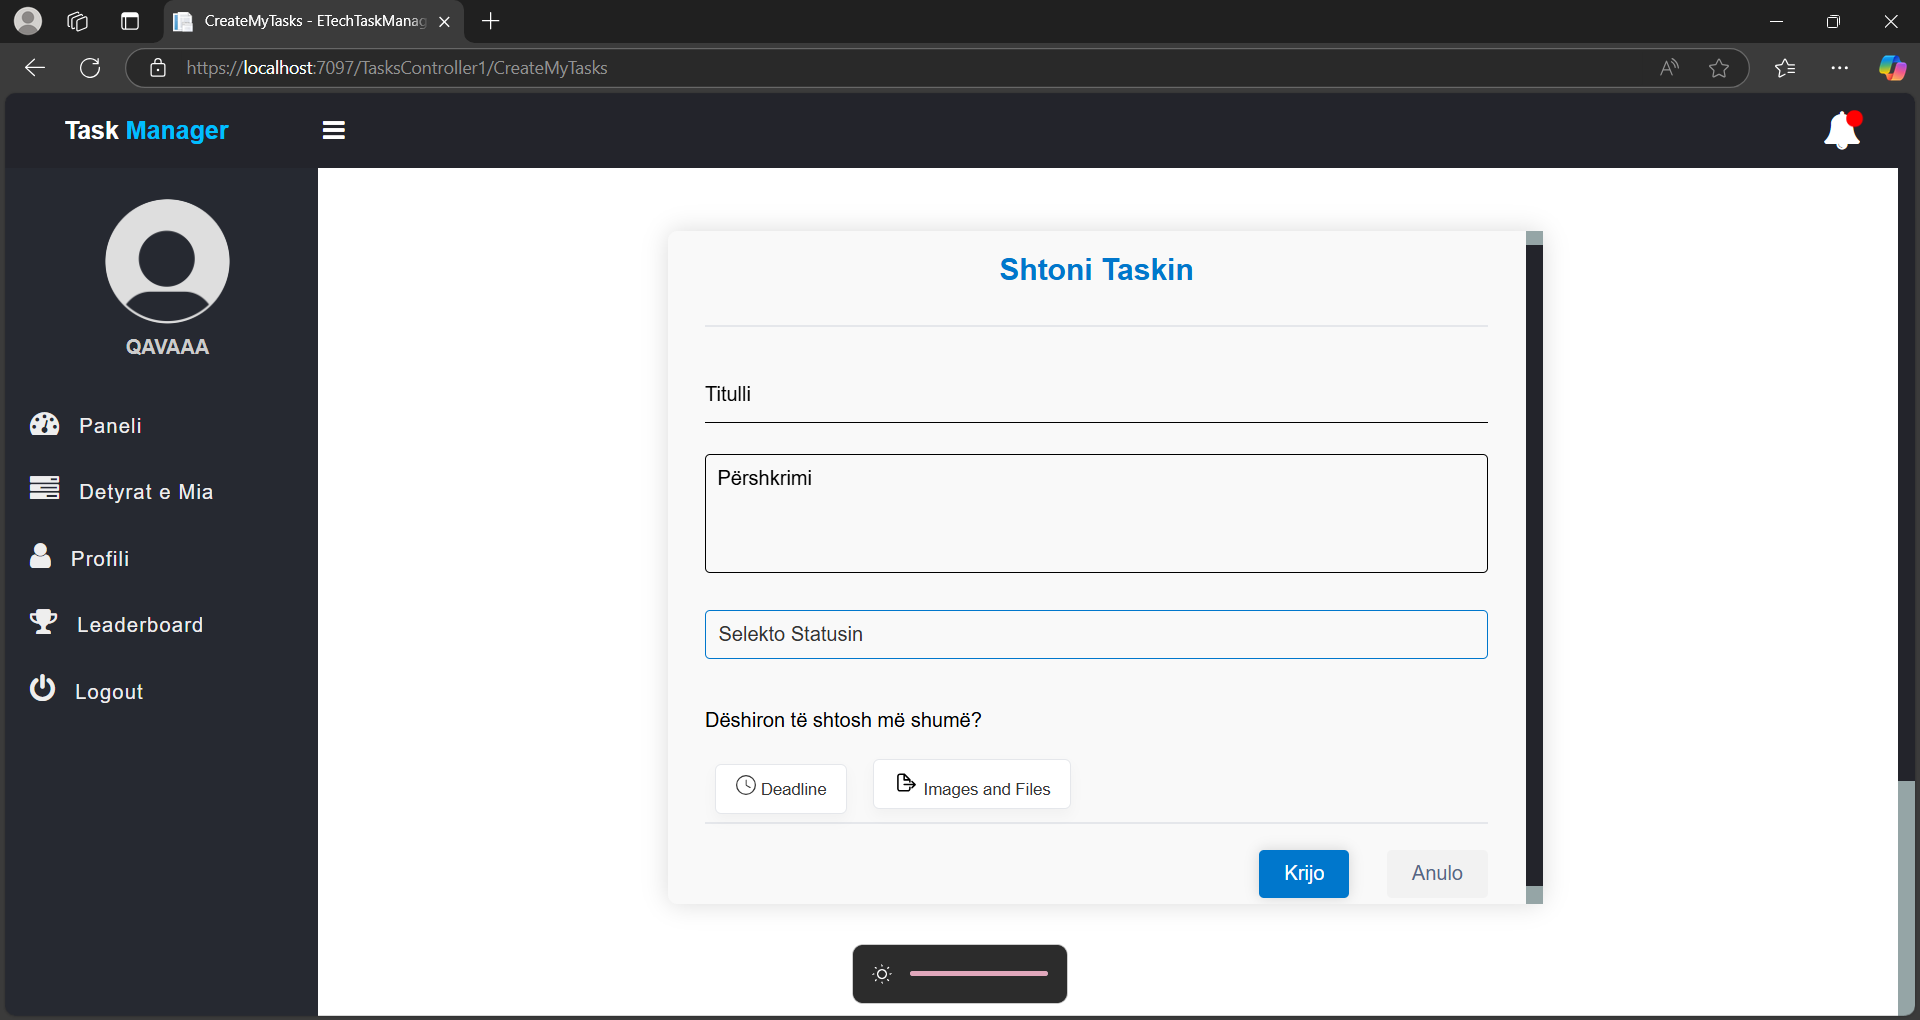 CreateMyTasks - ETechTaskManag
https://localhost:7097/TasksController1/CreateMyTasks
Task Manager
QAVAAA
Paneli
Detyrat e Mia
Profili
Leaderboard
Logout
Shtoni Taskin
Titulli
Përshkrimi
Selekto Statusin
Dëshiron të shtosh më shumë?
Deadline
Images and Files
Krijo
Anulo